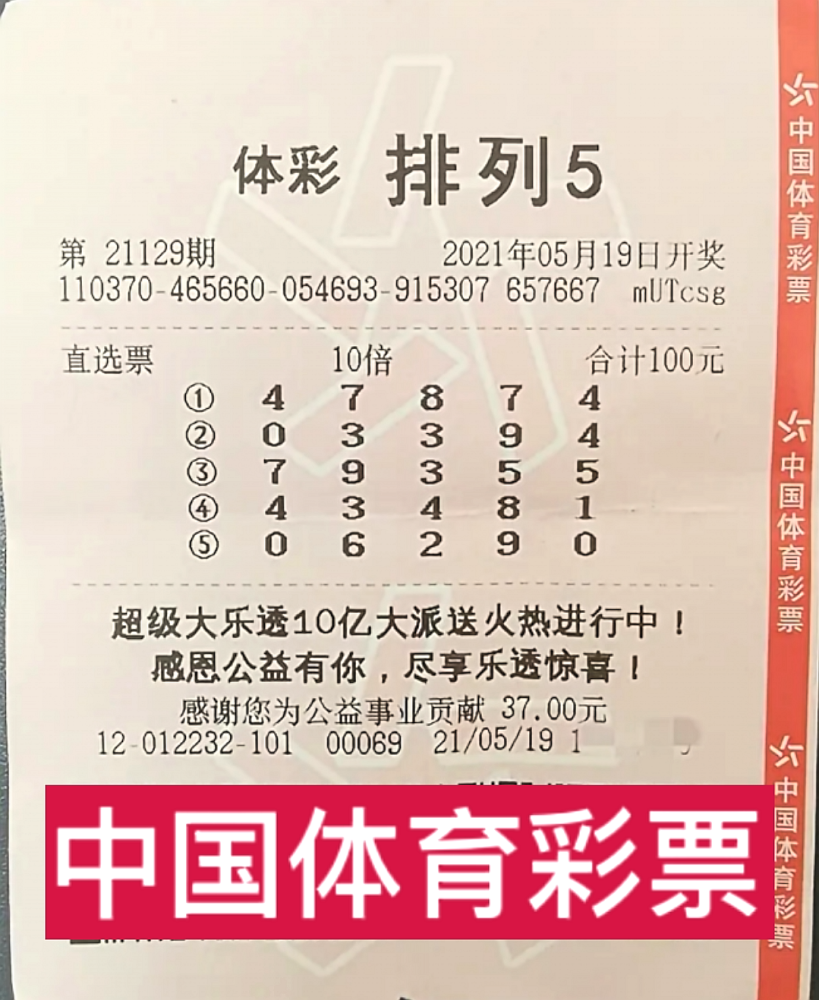 体彩 排列5
第 21129期 2021年05月19日开奖
110370-465660-054693-915307 657667 mUTcsg
直选票 10倍 合计100元
① 4 7 8 7 4
② 0 3 3 9 4
③ 7 9 3 5 5
④ 4 3 4 8 1
⑤ 0 6 2 9 0
超级大乐透10亿大派送火热进行中！
感恩公益有你，尽享乐透惊喜！
感谢您为公益事业贡献 37.00元
12-012232-101 00069 21/05/19 1
中国体育彩票
中国体育彩票
中国体育彩票
中国体育彩票